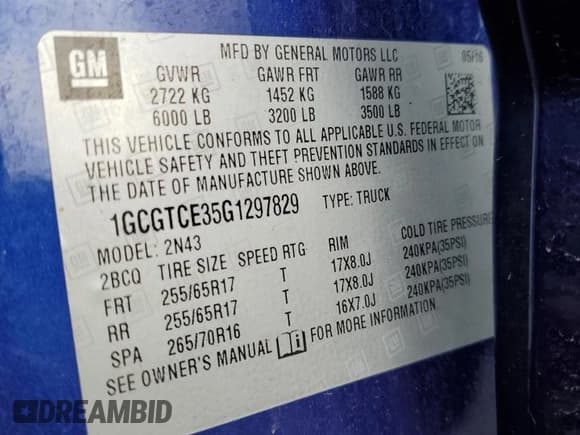 GM
MFD BY GENERAL MOTORS LLC 05/16
GVWR GAWR FRT GAWR RR
2722 KG 1452 KG 1588 KG
6000 LB 3200 LB 3500 LB
THIS VEHICLE CONFORMS TO ALL APPLICABLE U.S. FEDERAL MOTOR
VEHICLE SAFETY AND THEFT PREVENTION STANDARDS IN EFFECT ON
THE DATE OF MANUFACTURE SHOWN ABOVE.
1GCGTCE35G1297829 TYPE: TRUCK
MODEL: 2N43
2BCQ TIRE SIZE SPEED RTG RIM COLD TIRE PRESSURE
FRT 255/65R17 T 17X8.0J 240KPA(35PSI)
RR 255/65R17 T 17X8.0J 240KPA(35PSI)
SPA 265/70R16 T 16X7.0J 240KPA(35PSI)
SEE OWNER'S MANUAL FOR MORE INFORMATION.
DREAMBID